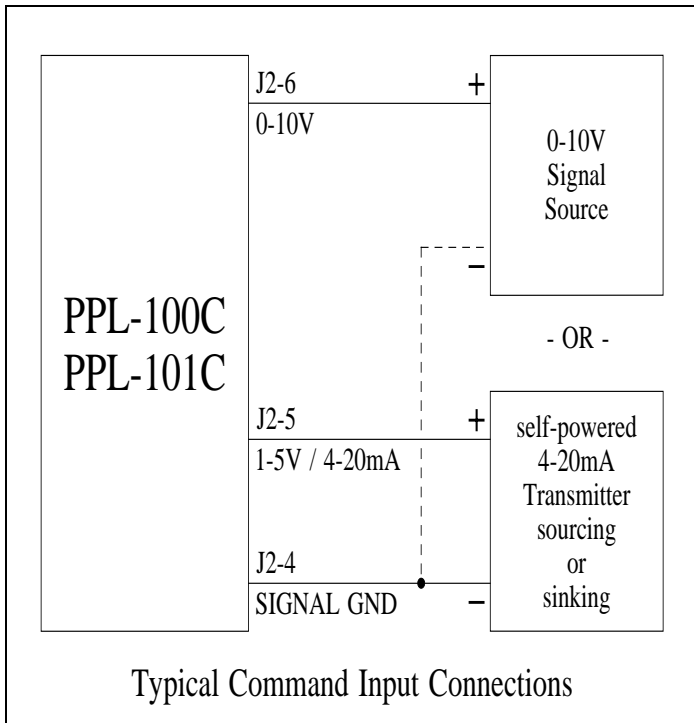 PPL-100C
PPL-101C
J2-6
0-10V
+
0-10V
Signal
Source
−
- OR -
J2-5
1-5V / 4-20mA
+
self-powered
4-20mA
Transmitter
sourcing
or
sinking
J2-4
SIGNAL GND
−
Typical Command Input Connections